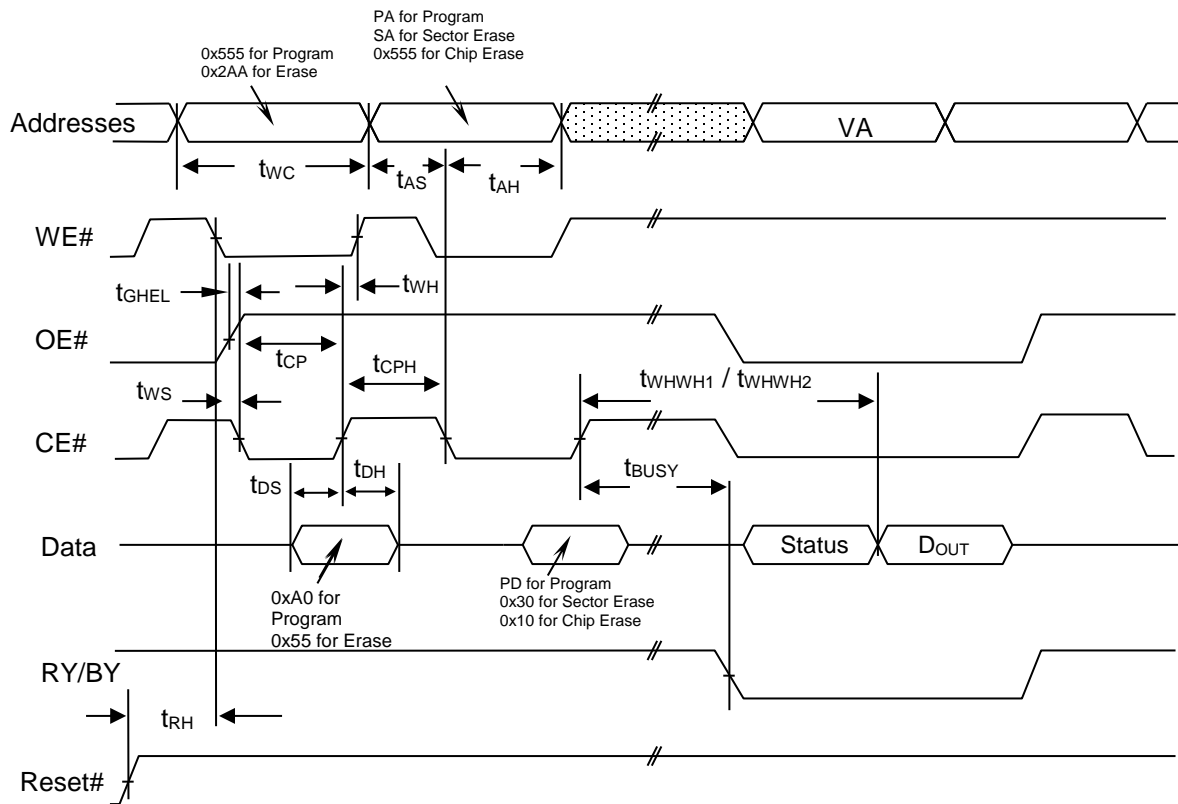 PA for Program
SA for Sector Erase
0x555 for Chip Erase
0x555 for Program
0x2AA for Erase
Addresses
VA
tWC
tAS
tAH
WE#
tGHEL
tWH
OE#
tCP
tCPH
tWS
tWHWH1 / tWHWH2
CE#
tDS
tDH
tBUSY
Data
Status
DOUT
0xA0 for
Program
0x55 for Erase
PD for Program
0x30 for Sector Erase
0x10 for Chip Erase
RY/BY
tRH
Reset#